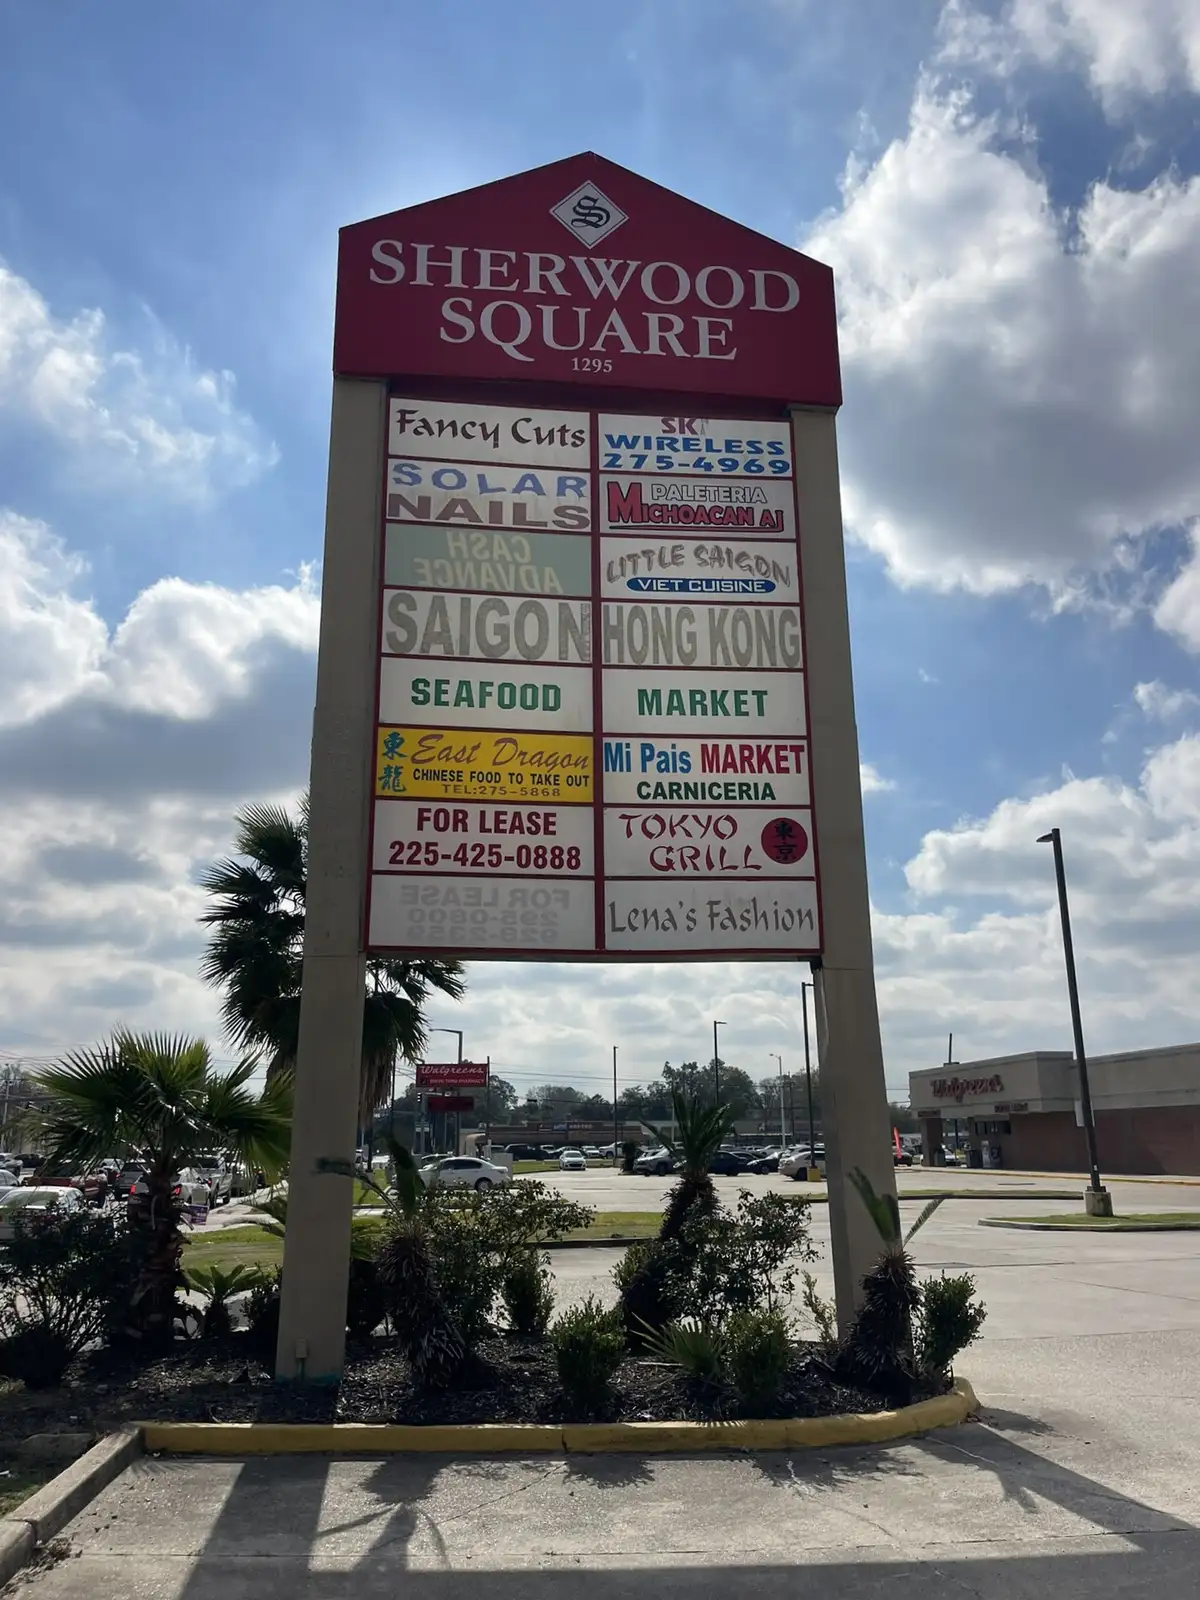 S
SHERWOOD
SQUARE
1295
Fancy Cuts
SK
WIRELESS
275-4969
SOLAR
NAILS
PALETERIA
MICHOACAN AJ
CASH
ADVANCE
LITTLE SAIGON
VIET CUISINE
SAIGON
HONG KONG
SEAFOOD
MARKET
東龍
East Dragon
CHINESE FOOD TO TAKE OUT
TEL:275-5868
Mi Pais MARKET
CARNICERIA
FOR LEASE
225-425-0888
TOKYO
GRILL
東京
FOR LEASE
295-0800
Lena's Fashion
Walgreens
Walgreens